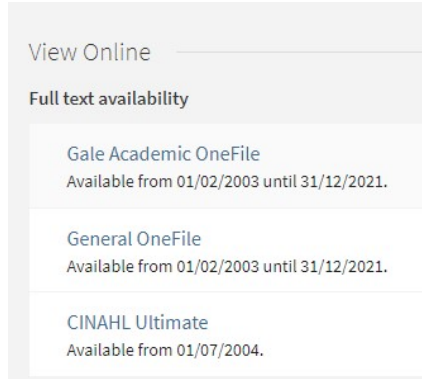 View Online
Full text availability
Gale Academic OneFile
Available from 01/02/2003 until 31/12/2021.
General OneFile
Available from 01/02/2003 until 31/12/2021.
CINAHL Ultimate
Available from 01/07/2004.